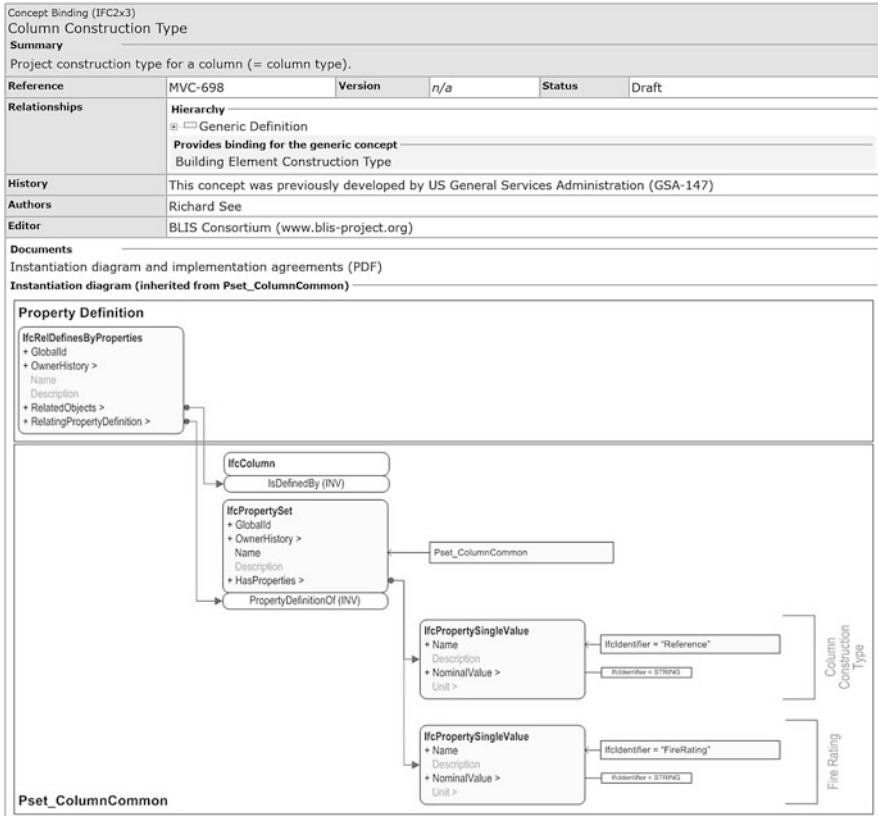 Concept Binding (IFC2x3)
Column Construction Type
Summary
Project construction type for a column (= column type).
Reference MVC-698 Version n/a Status Draft
Relationships Hierarchy
Generic Definition
Provides binding for the generic concept
Building Element Construction Type
History This concept was previously developed by US General Services Administration (GSA-147)
Authors Richard See
Editor BLIS Consortium (www.blis-project.org)
Documents
Instantiation diagram and implementation agreements (PDF)
Instantiation diagram (inherited from Pset_ColumnCommon)
Property Definition
IfcRelDefinesByProperties
+ GlobalId
+ OwnerHistory >
Name
Description
+ RelatedObjects >
+ RelatingPropertyDefinition >
IfcColumn
IsDefinedBy (INV)
IfcPropertySet
+ GlobalId
+ OwnerHistory >
Name
Pset_ColumnCommon
Description
+ HasProperties >
PropertyDefinitionOf (INV)
IfcPropertySingleValue
+ Name
IfcIdentifier = "Reference"
Description
+ NominalValue >
IfcIdentifier = STRING
Unit >
Column
Construction
Type
IfcPropertySingleValue
+ Name
IfcIdentifier = "FireRating"
Description
+ NominalValue >
IfcIdentifier = STRING
Unit >
Fire Rating
Pset_ColumnCommon